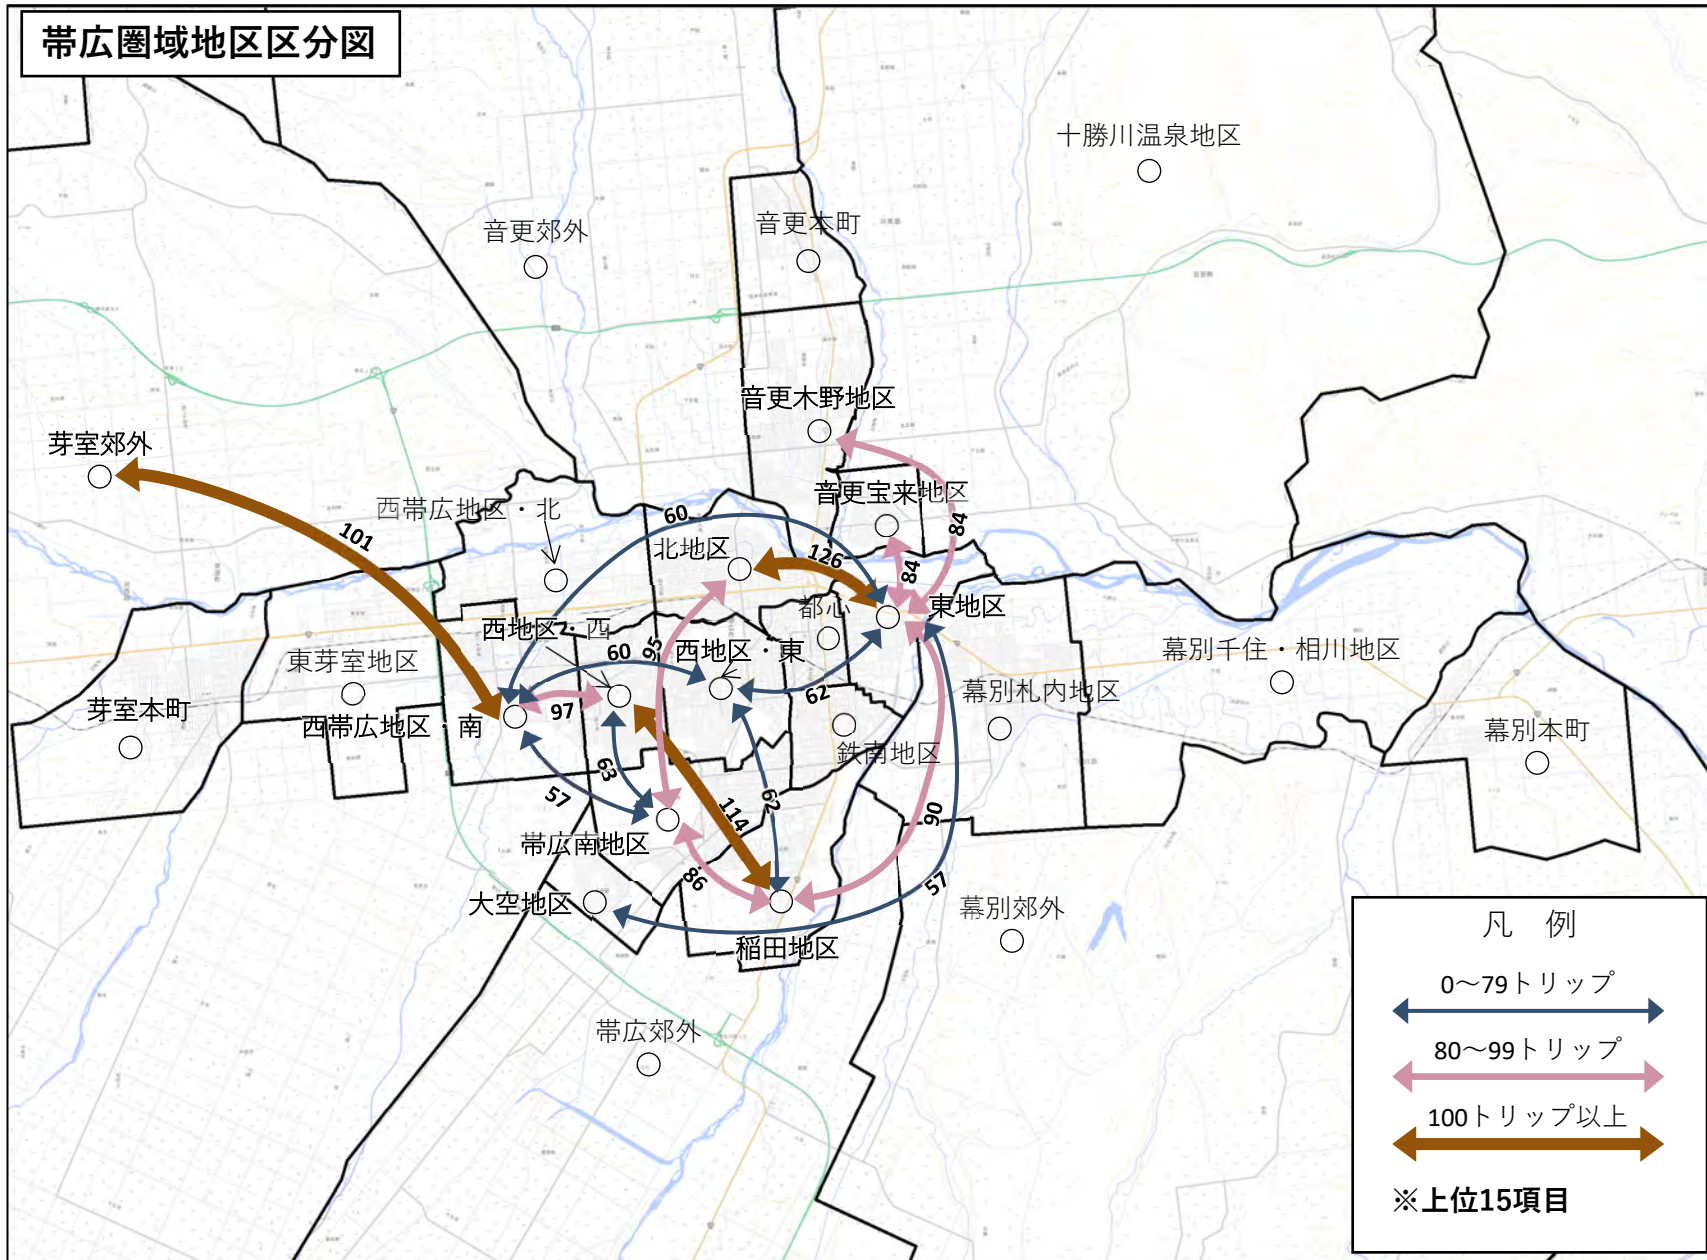 帯広圏域地区区分図
十勝川温泉地区
音更郊外
音更本町
音更木野地区
芽室郊外
音更宝来地区
西帯広地区・北
60
84
101
北地区
126
84
都心
東地区
西地区・西
60
95
西地区・東
東芽室地区
幕別千住・相川地区
幕別札内地区
62
芽室本町
西帯広地区・南
97
鉄南地区
幕別本町
63
57
62
114
90
帯広南地区
86
57
大空地区
幕別郊外
稲田地区
帯広郊外
凡 例
0～79トリップ
80～99トリップ
100トリップ以上
※上位15項目